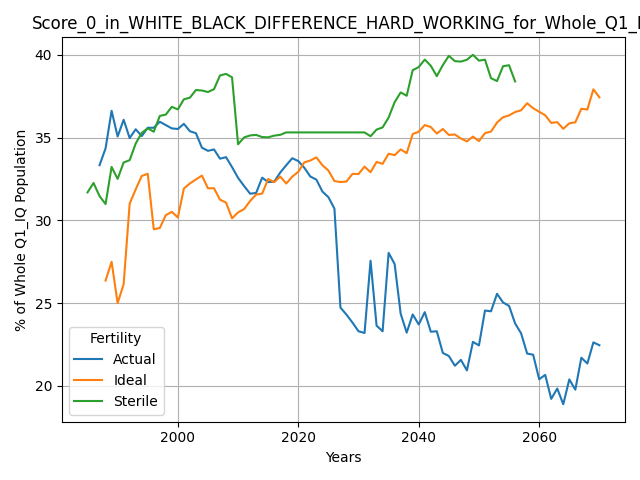 Score_0_in_WHITE_BLACK_DIFFERENCE_HARD_WORKING_for_Whole_Q1_I
40
35
30
25
20
% of Whole Q1_IQ Population
Fertility
Actual
Ideal
Sterile
2000
2020
2040
2060
Years